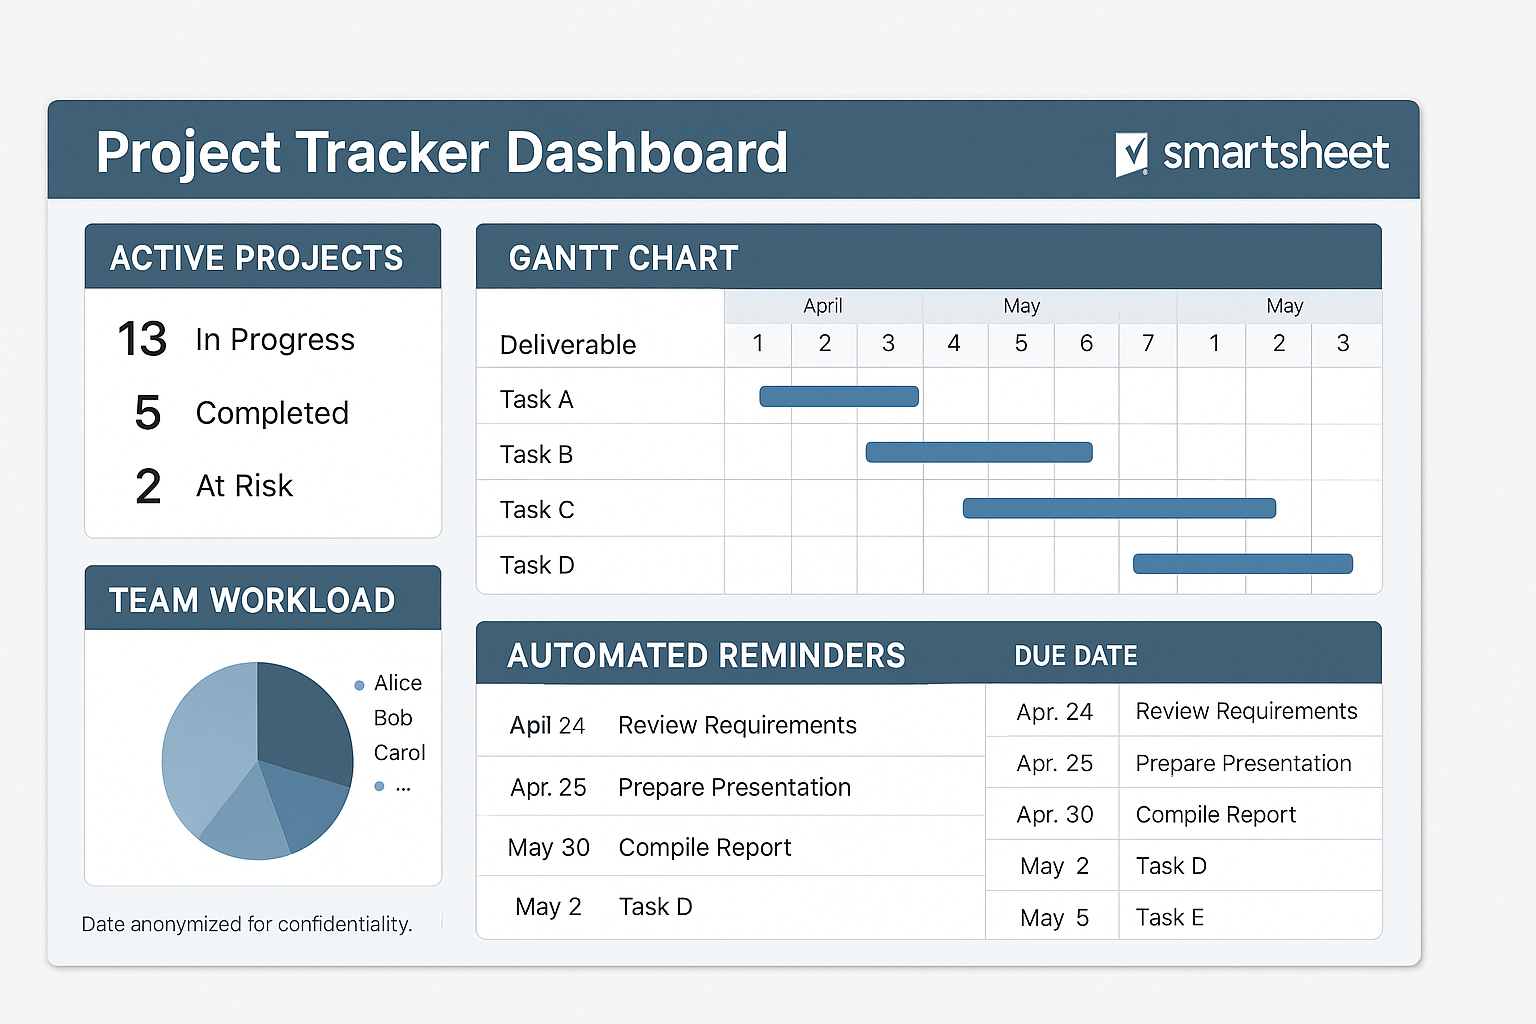 Project Tracker Dashboard
smartsheet
ACTIVE PROJECTS
13 In Progress
5 Completed
2 At Risk
TEAM WORKLOAD
Alice
Bob
Carol
...
Date anonymized for confidentiality.
GANTT CHART
April May May
Deliverable 1 2 3 4 5 6 7 1 2 3
Task A
Task B
Task C
Task D
AUTOMATED REMINDERS
Apil 24 Review Requirements
Apr. 25 Prepare Presentation
May 30 Compile Report
May 2 Task D
DUE DATE
Apr. 24 Review Requirements
Apr. 25 Prepare Presentation
Apr. 30 Compile Report
May 2 Task D
May 5 Task E